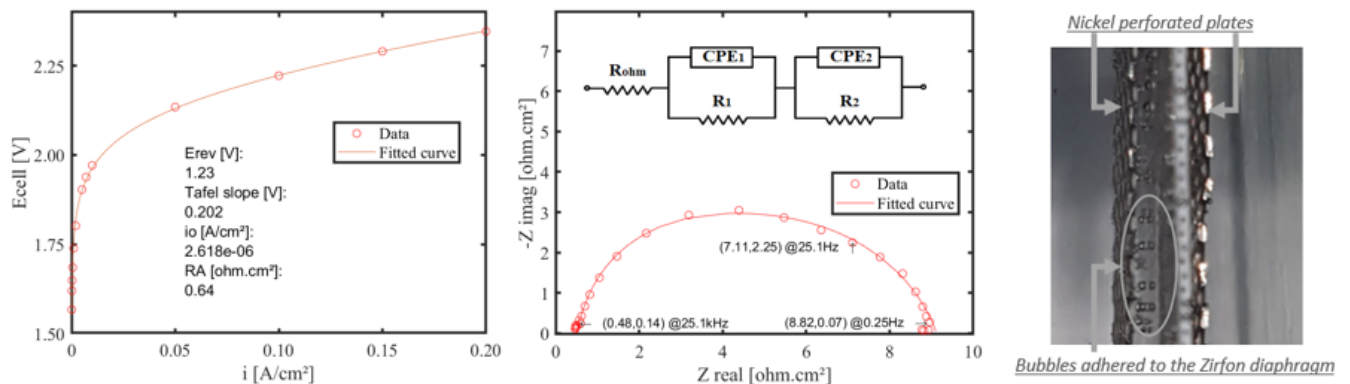 2.25
2.00
1.75
1.50
Ecell [V]
0
0.05
0.10
0.15
0.20
i [A/cm²]
Data
Fitted curve
Erev [V]:
1.23
Tafel slope [V]:
0.202
io [A/cm²]:
2.618e-06
RA [ohm.cm²]:
0.64
7
6
5
4
3
2
1
0
-Z imag [ohm.cm²]
0
2
4
6
8
10
Z real [ohm.cm²]
Rohm
CPE1
R1
CPE2
R2
Data
Fitted curve
(7.11,2.25) @25.1Hz
(0.48,0.14) @25.1kHz
(8.82,0.07) @0.25Hz
Nickel perforated plates
Bubbles adhered to the Zirfon diaphragm